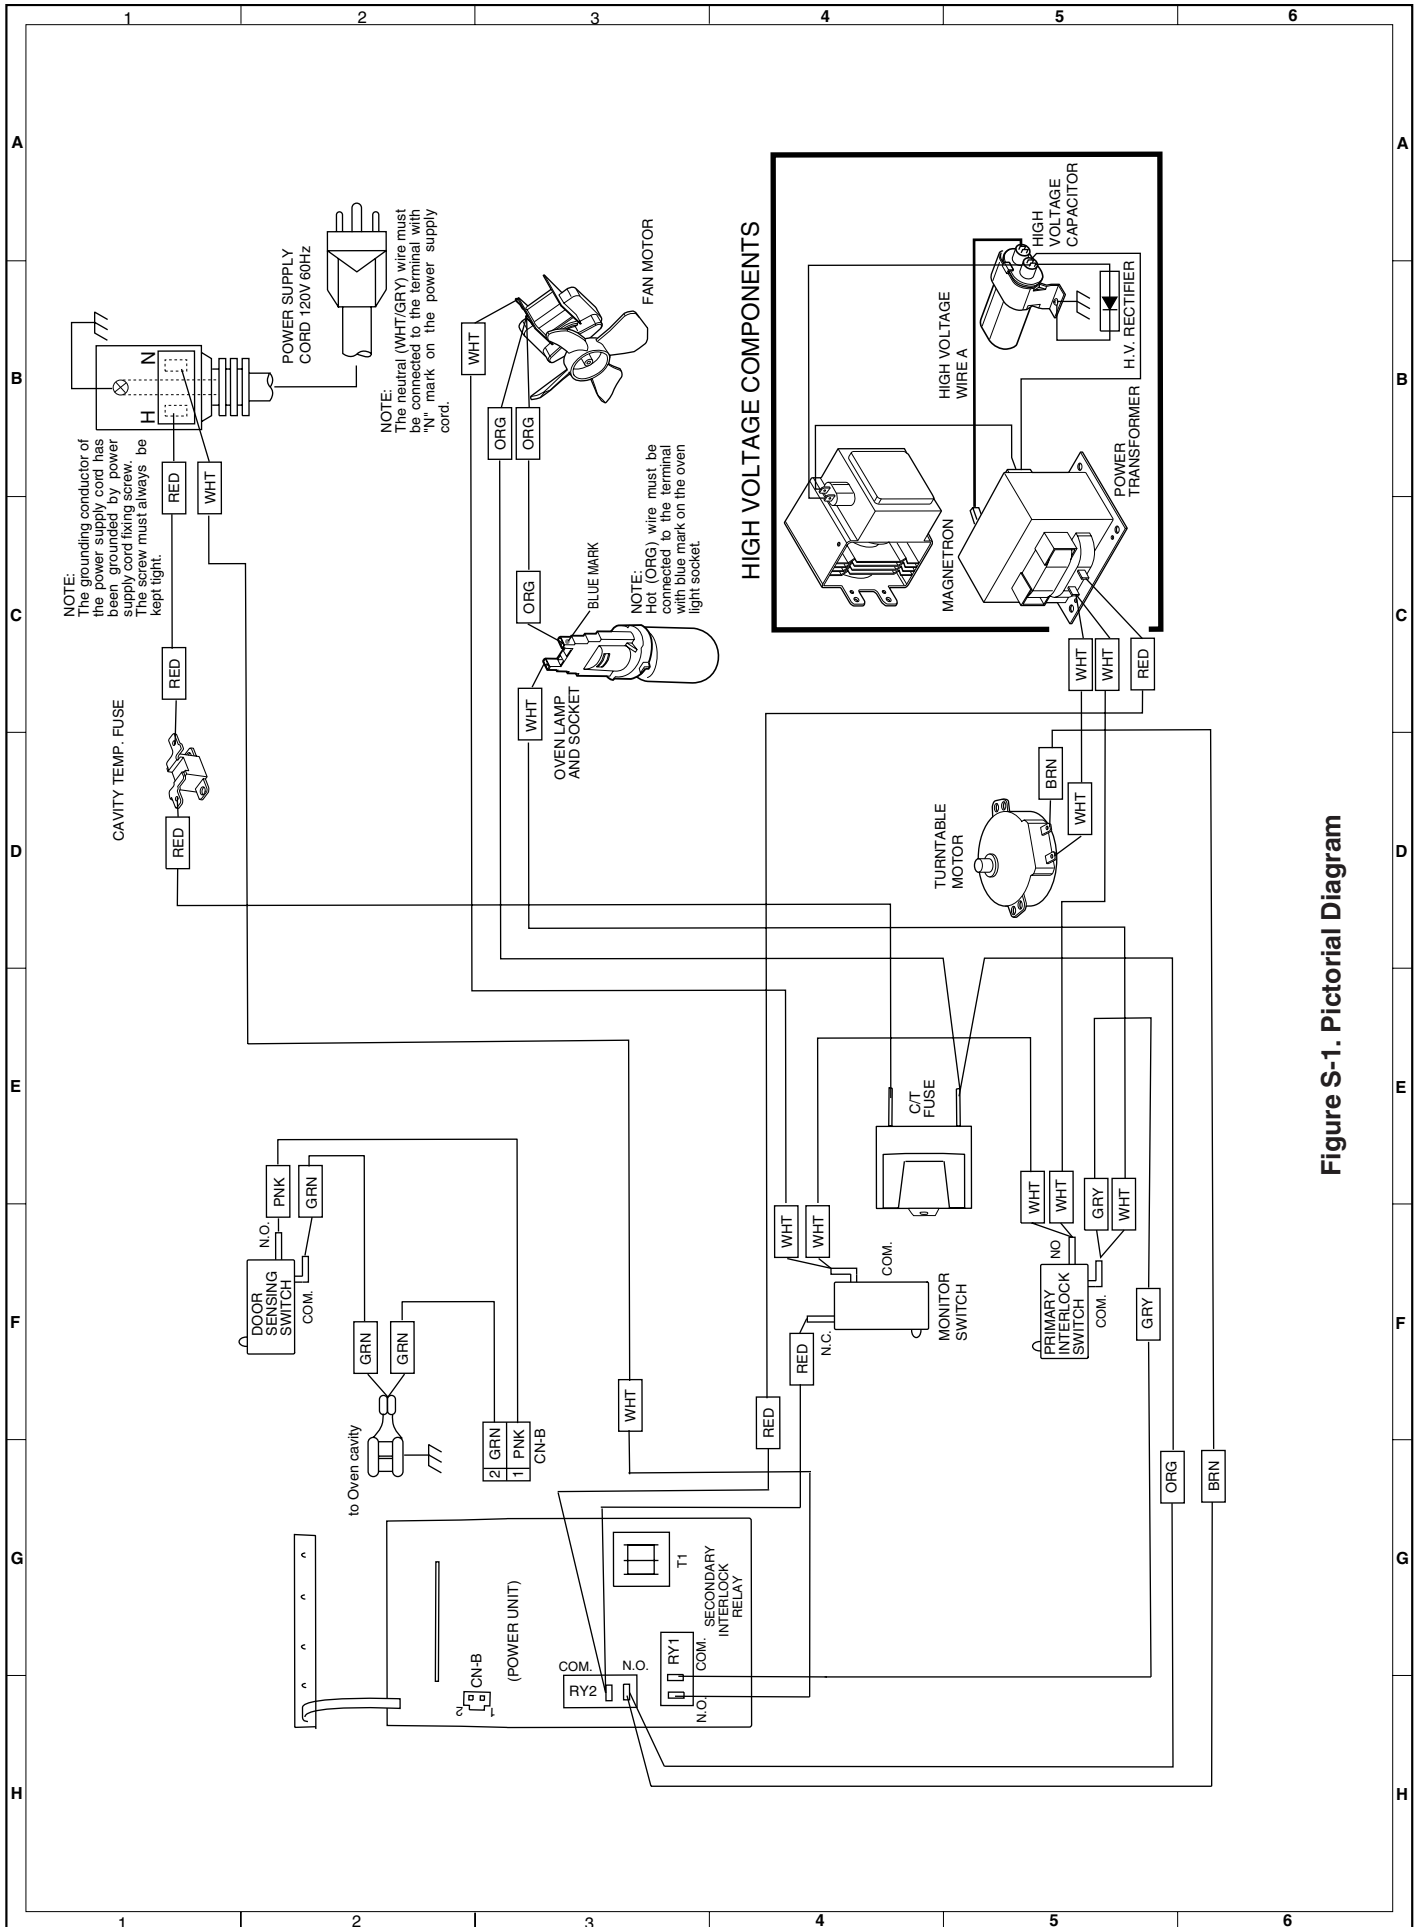 1
2
3
4
5
6
A
B
C
D
E
F
G
H
A
B
C
D
E
F
G
H
1
2
3
4
5
6
NOTE:
The grounding conductor of
the power supply cord has
been grounded by power
supply cord fixing screw.
The screw must always be
kept tight.
H
N
RED
WHT
POWER SUPPLY
CORD 120V 60Hz
NOTE:
The neutral (WHT/GRY) wire must
be connected to the terminal with
"N" mark on the power supply
cord.
CAVITY TEMP. FUSE
RED
RED
WHT
ORG
ORG
FAN MOTOR
ORG
BLUE MARK
NOTE:
Hot (ORG) wire must be
connected to the terminal
with blue mark on the oven
light socket.
WHT
OVEN LAMP
AND SOCKET
HIGH VOLTAGE COMPONENTS
HIGH
VOLTAGE
CAPACITOR
HIGH VOLTAGE
WIRE A
H.V. RECTIFIER
POWER
TRANSFORMER
MAGNETRON
WHT
WHT
RED
TURNTABLE
MOTOR
BRN
WHT
C/T
FUSE
DOOR
SENSING
SWITCH
N.O.
COM.
PNK
GRN
GRN
GRN
to Oven cavity
2
GRN
1
PNK
CN-B
WHT
RED
RED
N.C.
WHT
WHT
COM.
MONITOR
SWITCH
WHT
WHT
GRY
WHT
NO
PRIMARY
INTERLOCK
SWITCH
COM.
GRY
ORG
BRN
CN-B
2
1
(POWER UNIT)
T1
SECONDARY
INTERLOCK
RELAY
COM.
N.O.
RY2
RY1
COM.
N.O.
Figure S-1. Pictorial Diagram